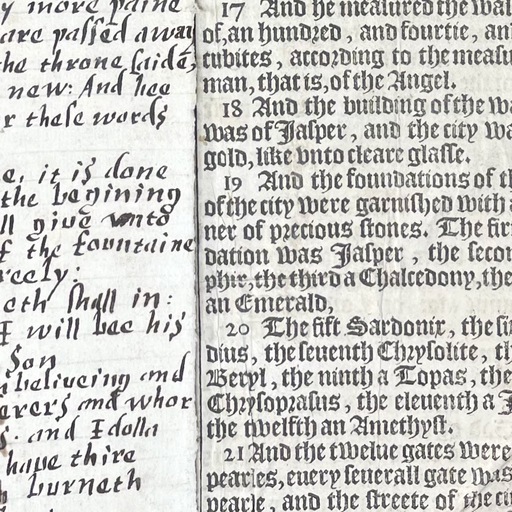 more paine
are passed away
the throne saide,
new: And hee
r these words
e, it is done
the begining
ll give vnto
f the fountaine
reely:
eth shall in:
I will bee his
Son
nbeliveing and
erers and whor
s. and Idolla
haue thire
burneth
17 And he measured the wal
of, an hundred, and fourtie, an
cubites, according to the measu
man, that is, of the Angel.
18 And the building of the wa
was of Jasper, and the city wa
gold, like vnto cleare glasse.
19 And the foundations of t
of the city were garnished with a
ner of precious stones. The fir
dation was Jasper, the secon
phir, the third a Chalcedony, the
an Emerald,
20 The fift Sardonix, the si
dius, the seuenth Chrysolite, th
Beryl, the ninth a Topas, the
Chrysoprasus, the eleuenth a J
the twelfth an Amethyst.
21 And the twelue gates were
pearles, euery seuerall gate was
pearle, and the streete of the ci